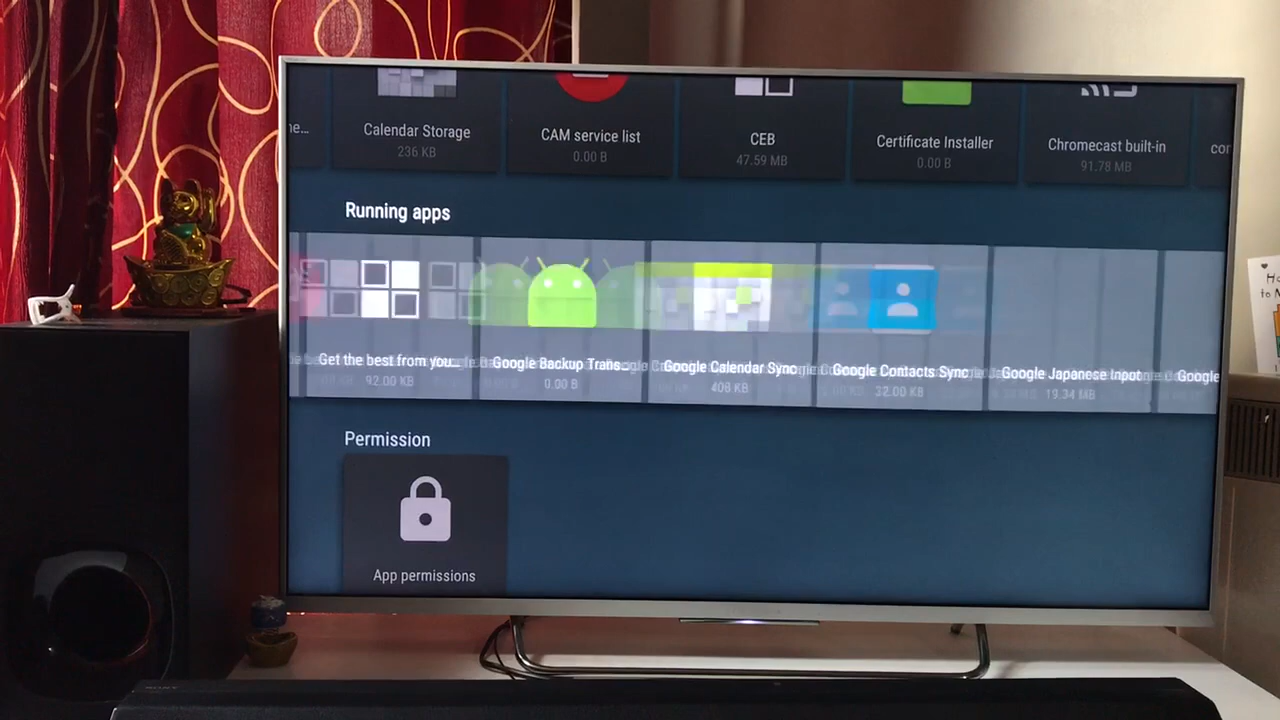 ne...
Calendar Storage
236 KB
CAM service list
0.00 B
CEB
47.59 MB
Certificate Installer
0.00 B
Chromecast built-in
91.78 MB
cor
Running apps
Get the best from you...
92.00 KB
Google Backup Trans...
0.00 B
Google Calendar Sync
408 KB
Google Contacts Sync
32.00 KB
Google Japanese Input
19.34 MB
Google
Permission
App permissions
SONY